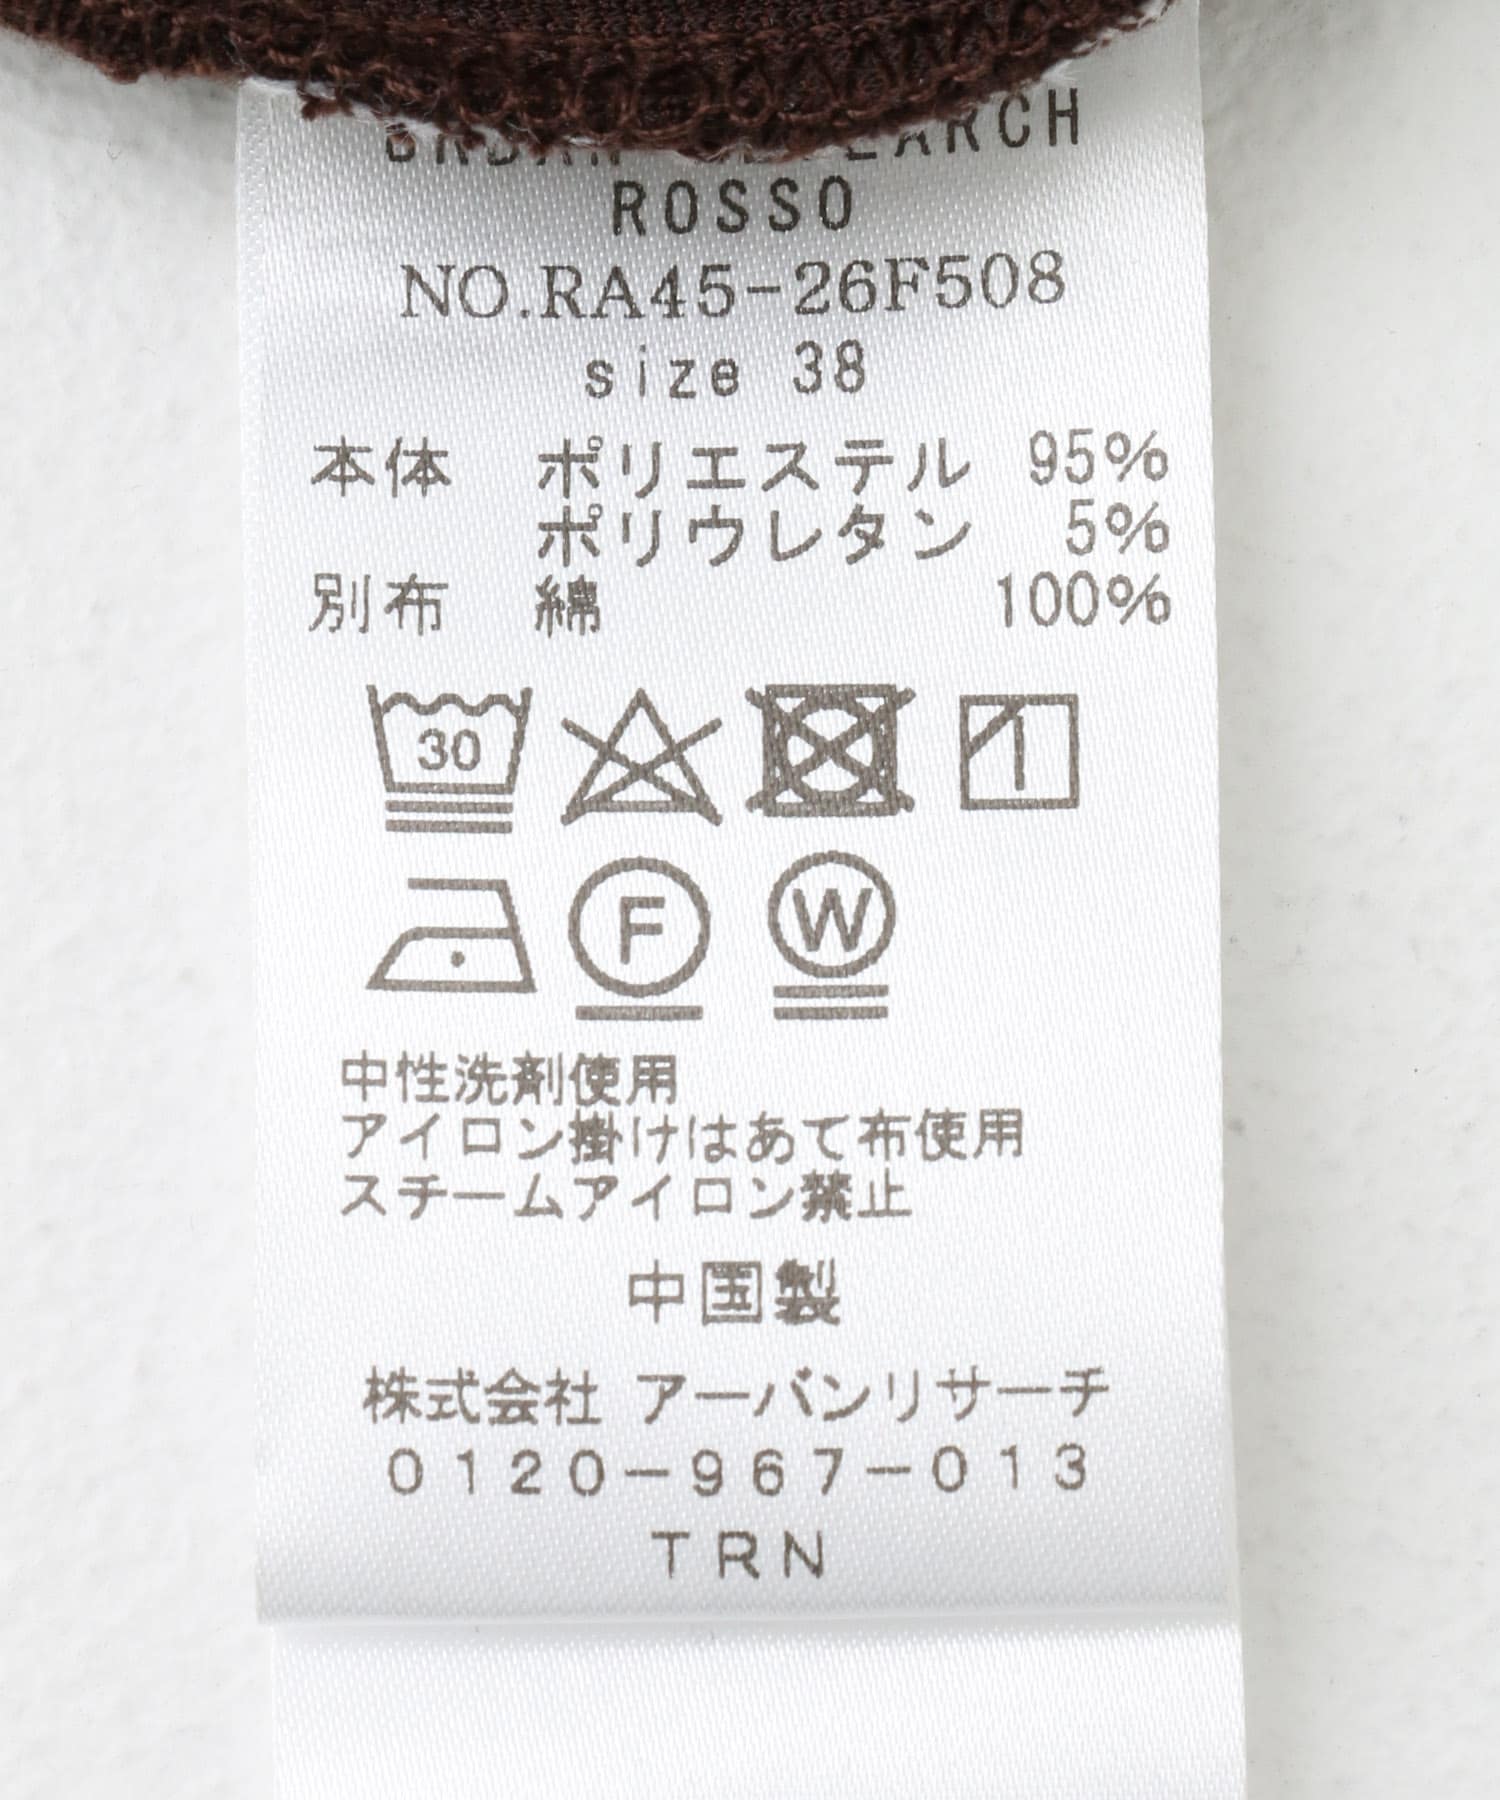 URBAN RESEARCH
ROSSO
NO.RA45-26F508
size 38
本体 ポリエステル 95%
ポリウレタン 5%
別布 綿 100%
30
F W
中性洗剤使用
アイロン掛けはあて布使用
スチームアイロン禁止
中国製
株式会社 アーバンリサーチ
0120-967-013
TRN